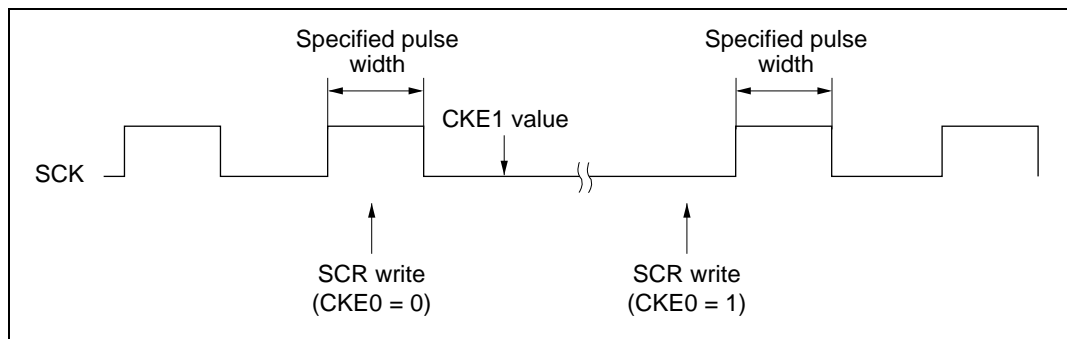 Specified pulse
width
Specified pulse
width
CKE1 value
SCK
SCR write
(CKE0 = 0)
SCR write
(CKE0 = 1)